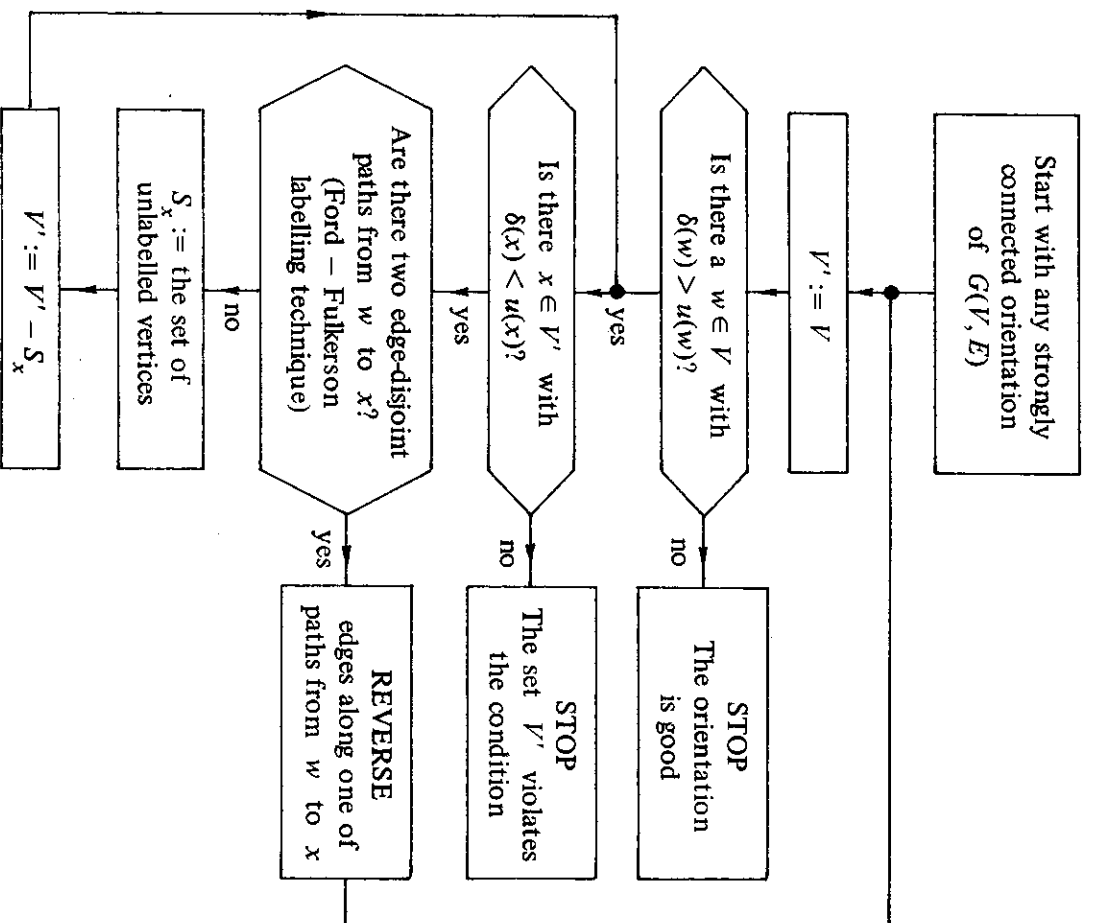 Start with any strongly
connected orientation
of G(V, E)
V' := V
Is there a w ∈ V with
δ(w) > u(w)?
no
STOP
The orientation
is good
yes
Is there x ∈ V' with
δ(x) < u(x)?
no
STOP
The set V' violates
the condition
yes
Are there two edge-disjoint
paths from w to x?
(Ford – Fulkerson
labelling technique)
yes
REVERSE
edges along one of
paths from w to x
no
S_x := the set of
unlabelled vertices
V' := V' – S_x